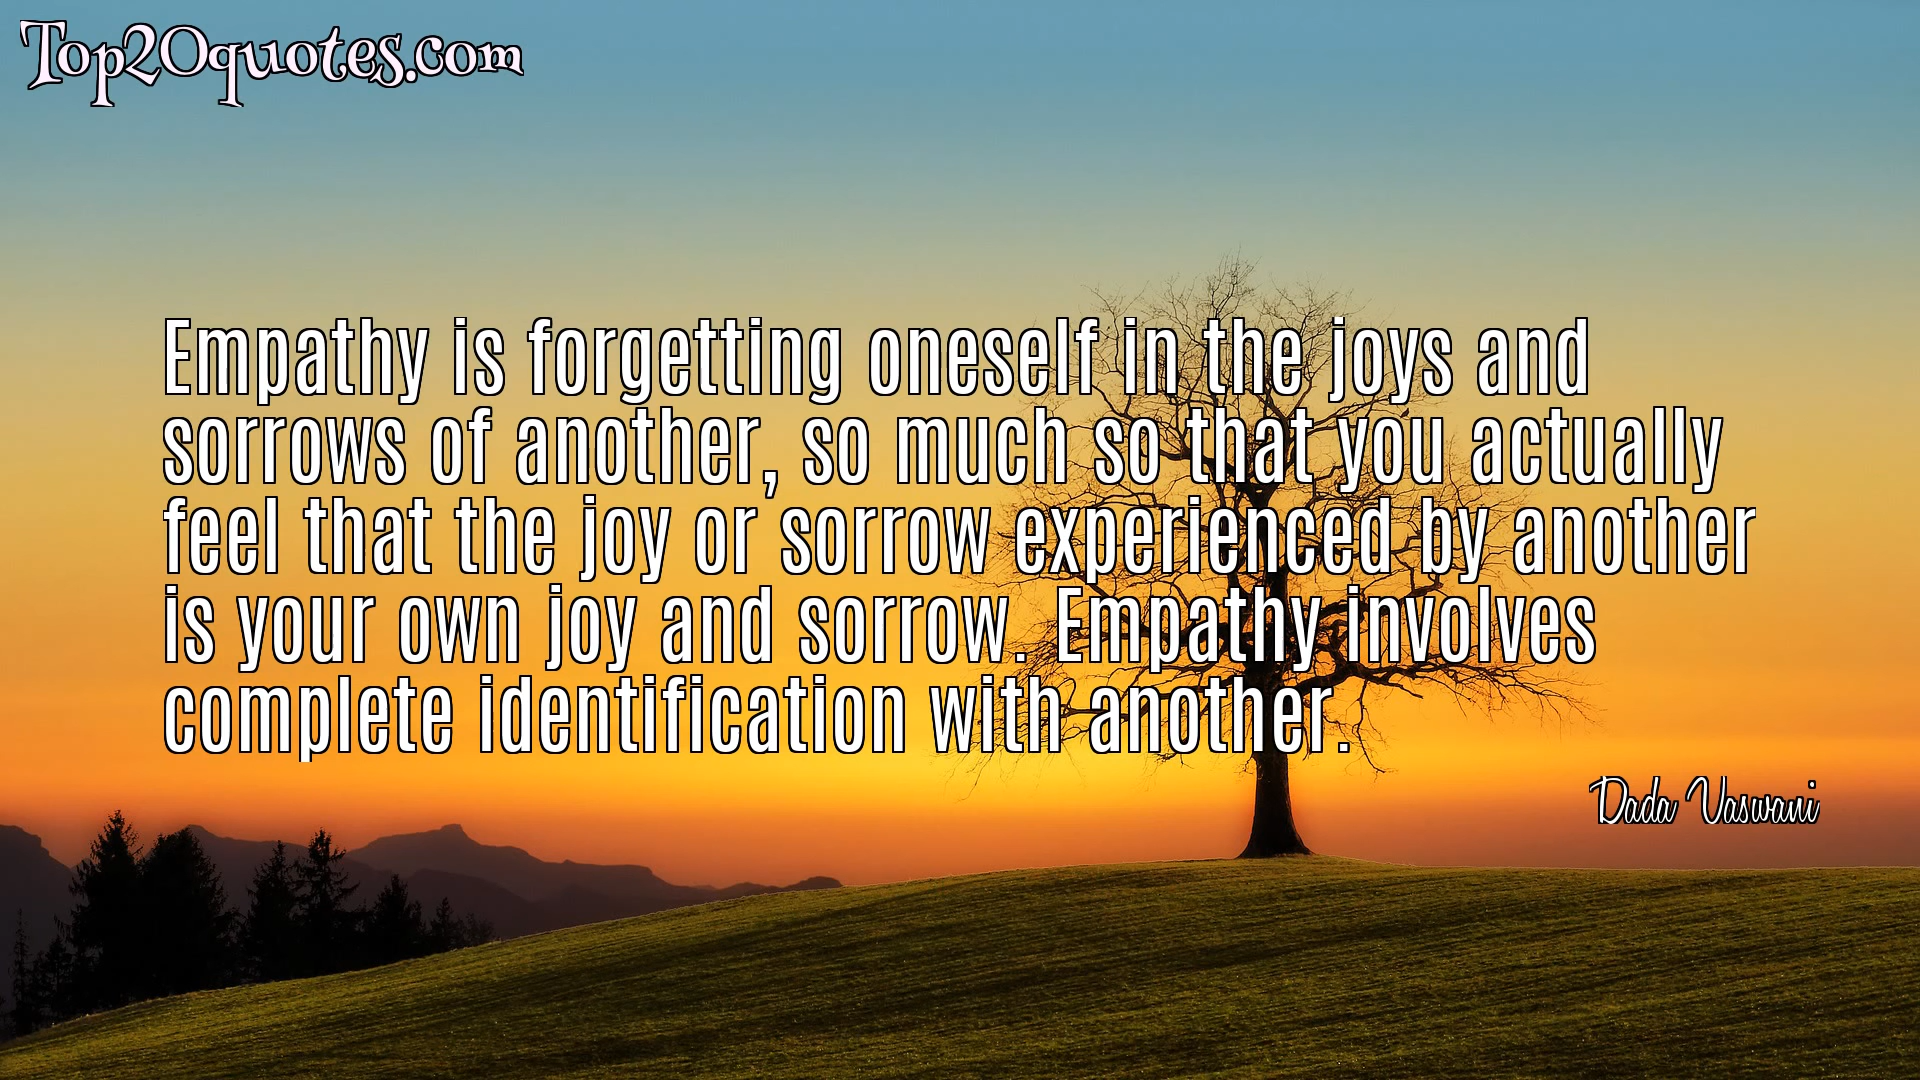 Top20quotes.com
Empathy is forgetting oneself in the joys and
sorrows of another, so much so that you actually
feel that the joy or sorrow experienced by another
is your own joy and sorrow. Empathy involves
complete identification with another.
Dada Vaswani